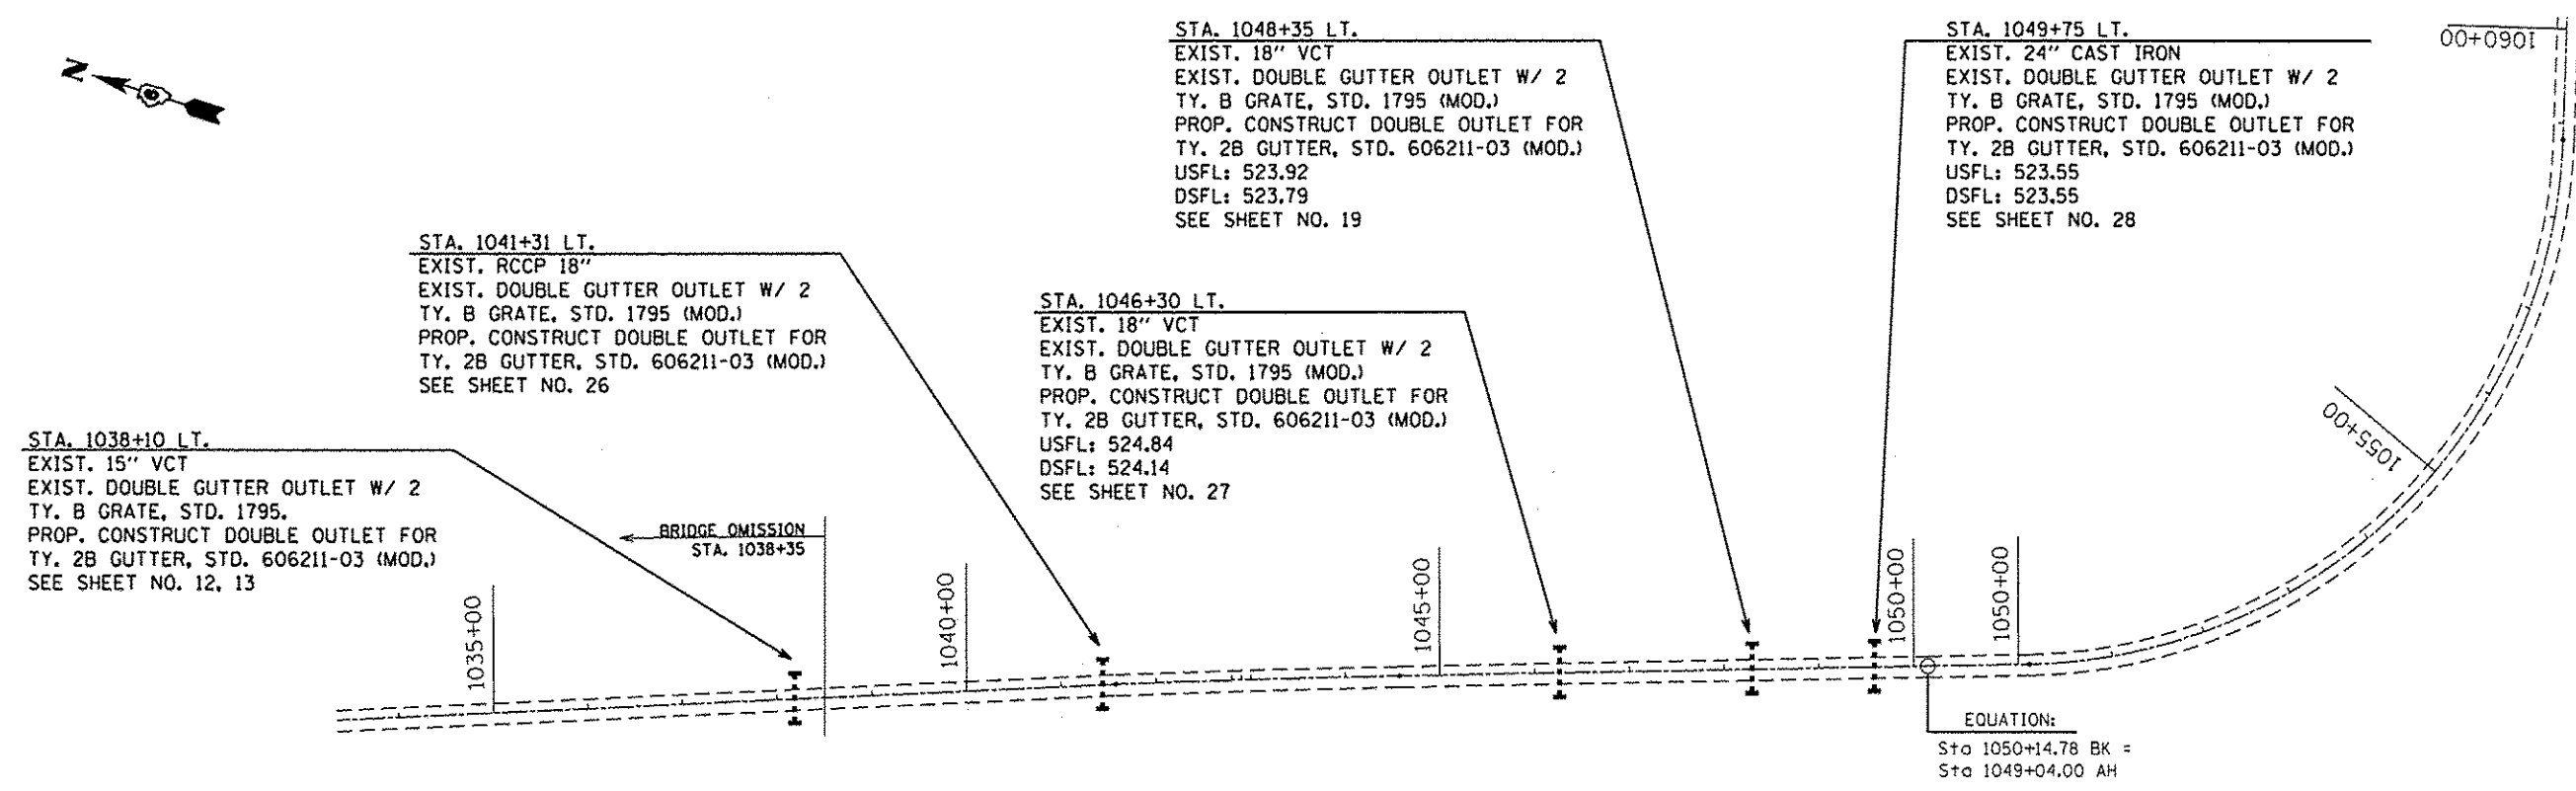 N
STA. 1048+35 LT.
EXIST. 18" VCT
EXIST. DOUBLE GUTTER OUTLET W/ 2
TY. B GRATE, STD. 1795 (MOD.)
PROP. CONSTRUCT DOUBLE OUTLET FOR
TY. 2B GUTTER, STD. 606211-03 (MOD.)
USFL: 523.92
DSFL: 523.79
SEE SHEET NO. 19
STA. 1049+75 LT.
EXIST. 24" CAST IRON
EXIST. DOUBLE GUTTER OUTLET W/ 2
TY. B GRATE, STD. 1795 (MOD.)
PROP. CONSTRUCT DOUBLE OUTLET FOR
TY. 2B GUTTER, STD. 606211-03 (MOD.)
USFL: 523.55
DSFL: 523.55
SEE SHEET NO. 28
1060+00
STA. 1041+31 LT.
EXIST. RCCP 18"
EXIST. DOUBLE GUTTER OUTLET W/ 2
TY. B GRATE, STD. 1795 (MOD.)
PROP. CONSTRUCT DOUBLE OUTLET FOR
TY. 2B GUTTER, STD. 606211-03 (MOD.)
SEE SHEET NO. 26
STA. 1046+30 LT.
EXIST. 18" VCT
EXIST. DOUBLE GUTTER OUTLET W/ 2
TY. B GRATE, STD. 1795 (MOD.)
PROP. CONSTRUCT DOUBLE OUTLET FOR
TY. 2B GUTTER, STD. 606211-03 (MOD.)
USFL: 524.84
DSFL: 524.14
SEE SHEET NO. 27
STA. 1038+10 LT.
EXIST. 15" VCT
EXIST. DOUBLE GUTTER OUTLET W/ 2
TY. B GRATE, STD. 1795.
PROP. CONSTRUCT DOUBLE OUTLET FOR
TY. 2B GUTTER, STD. 606211-03 (MOD.)
SEE SHEET NO. 12, 13
BRIDGE OMISSION
STA. 1038+35
1035+00
1040+00
1045+00
1050+00
1050+00
1055+00
EQUATION:
Sta 1050+14.78 BK =
Sta 1049+04.00 AH